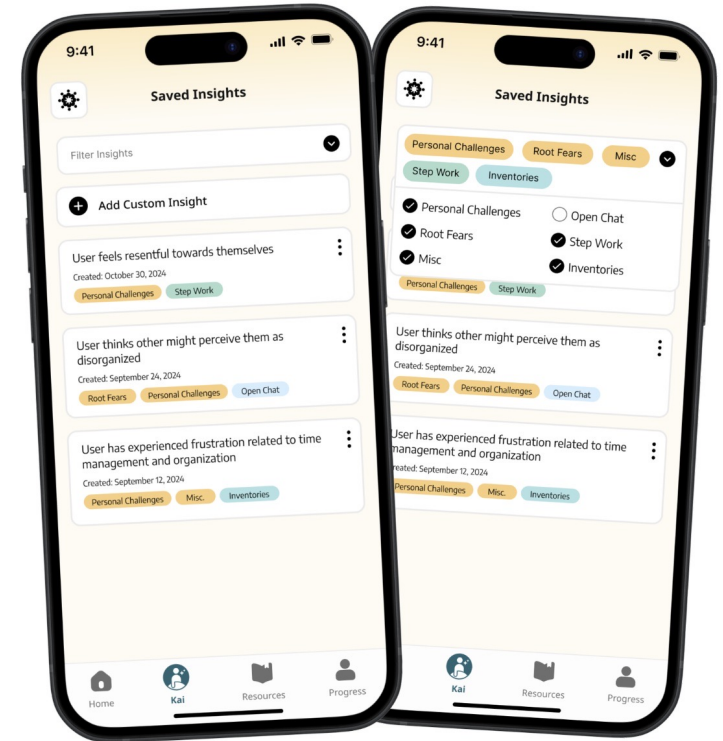 9:41
Saved Insights
Filter Insights
Add Custom Insight
User feels resentful towards themselves
Created: October 30, 2024
Personal Challenges Step Work
User thinks other might perceive them as
disorganized
Created: September 24, 2024
Root Fears Personal Challenges Open Chat
User has experienced frustration related to time
management and organization
Created: September 12, 2024
Personal Challenges Misc. Inventories
Home Kai Resources Progress
9:41
Saved Insights
Personal Challenges Root Fears Misc
Step Work Inventories
Personal Challenges Open Chat
Root Fears Step Work
Misc Inventories
Personal Challenges Step Work
User thinks other might perceive them as
disorganized
Created: September 24, 2024
Root Fears Personal Challenges Open Chat
User has experienced frustration related to time
management and organization
Created: September 12, 2024
Personal Challenges Misc. Inventories
Kai Resources Progress